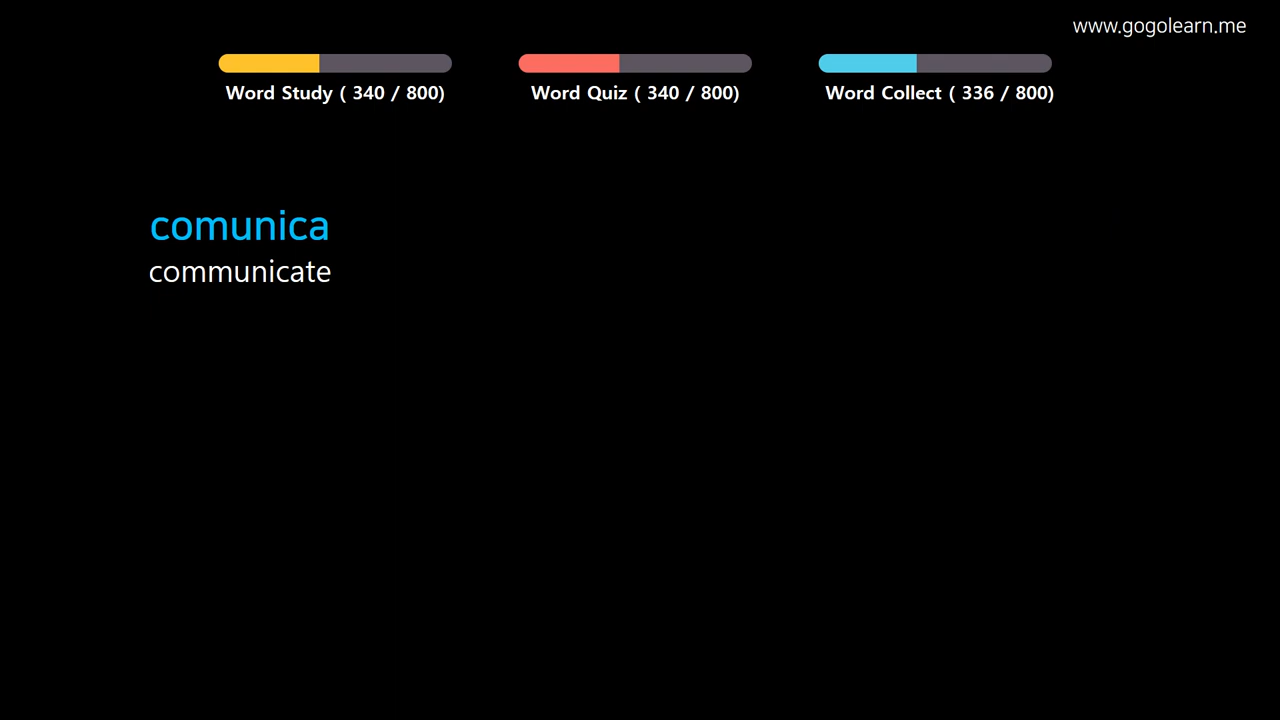 www.gogolearn.me
Word Study ( 340 / 800)
Word Quiz ( 340 / 800)
Word Collect ( 336 / 800)
comunica
communicate